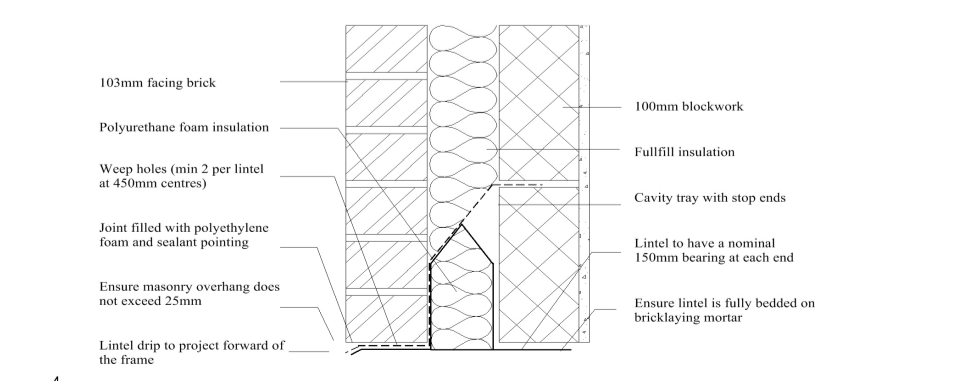 103mm facing brick
Polyurethane foam insulation
Weep holes (min 2 per lintel
at 450mm centres)
Joint filled with polyethylene
foam and sealant pointing
Ensure masonry overhang does
not exceed 25mm
Lintel drip to project forward of
the frame
100mm blockwork
Fullfill insulation
Cavity tray with stop ends
Lintel to have a nominal
150mm bearing at each end
Ensure lintel is fully bedded on
bricklaying mortar